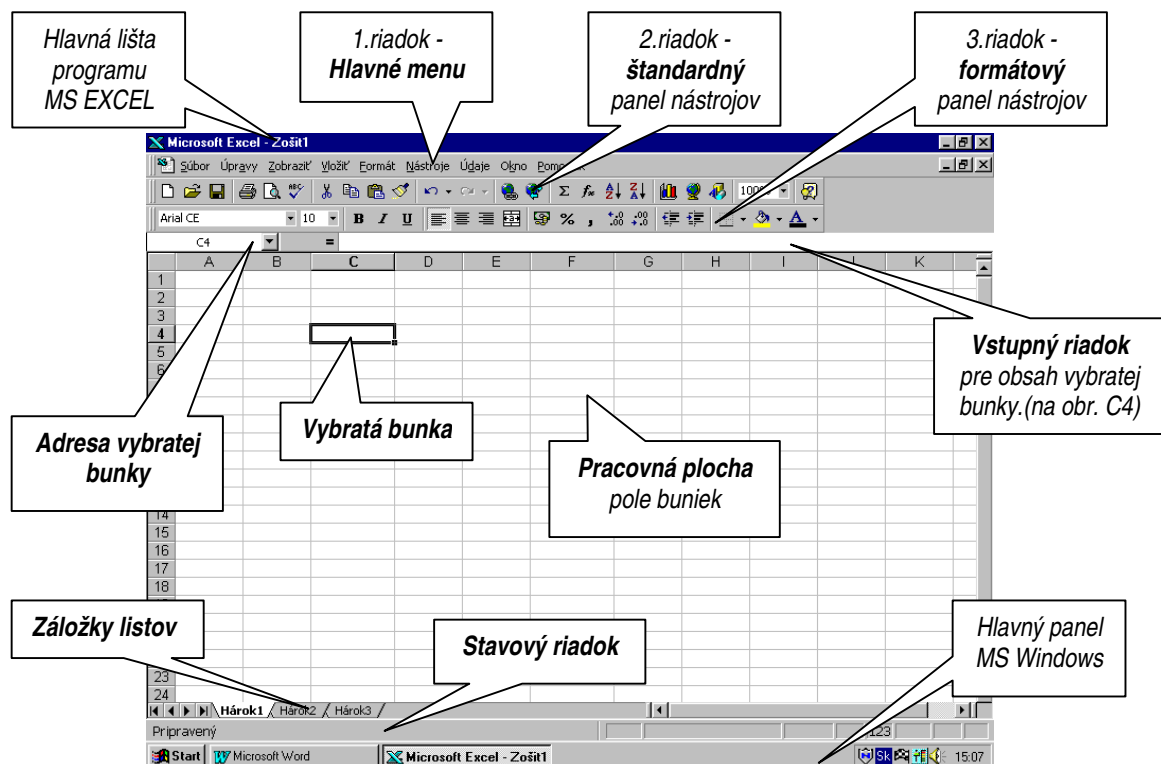 Hlavná lišta
programu
MS EXCEL
1.riadok -
Hlavné menu
2.riadok -
štandardný
panel nástrojov
3.riadok -
formátový
panel nástrojov
Microsoft Excel - Zošit1
Súbor Úpravy Zobraziť Vložiť Formát Nástroje Údaje Okno
Arial CE 10 B I U % ,
C4 =
A B C D E F G H I K
1
2
3
4
5
6
Vstupný riadok
pre obsah vybratej
bunky.(na obr. C4)
Vybratá bunka
Adresa vybratej
bunky
Pracovná plocha
pole buniek
14
15
16
17
18
Záložky listov
Stavový riadok
Hlavný panel
MS Windows
23
24
Hárok1 Hárok2 Hárok3
Pripravený
Start Microsoft Word Microsoft Excel - Zošit1 Sk 15:07